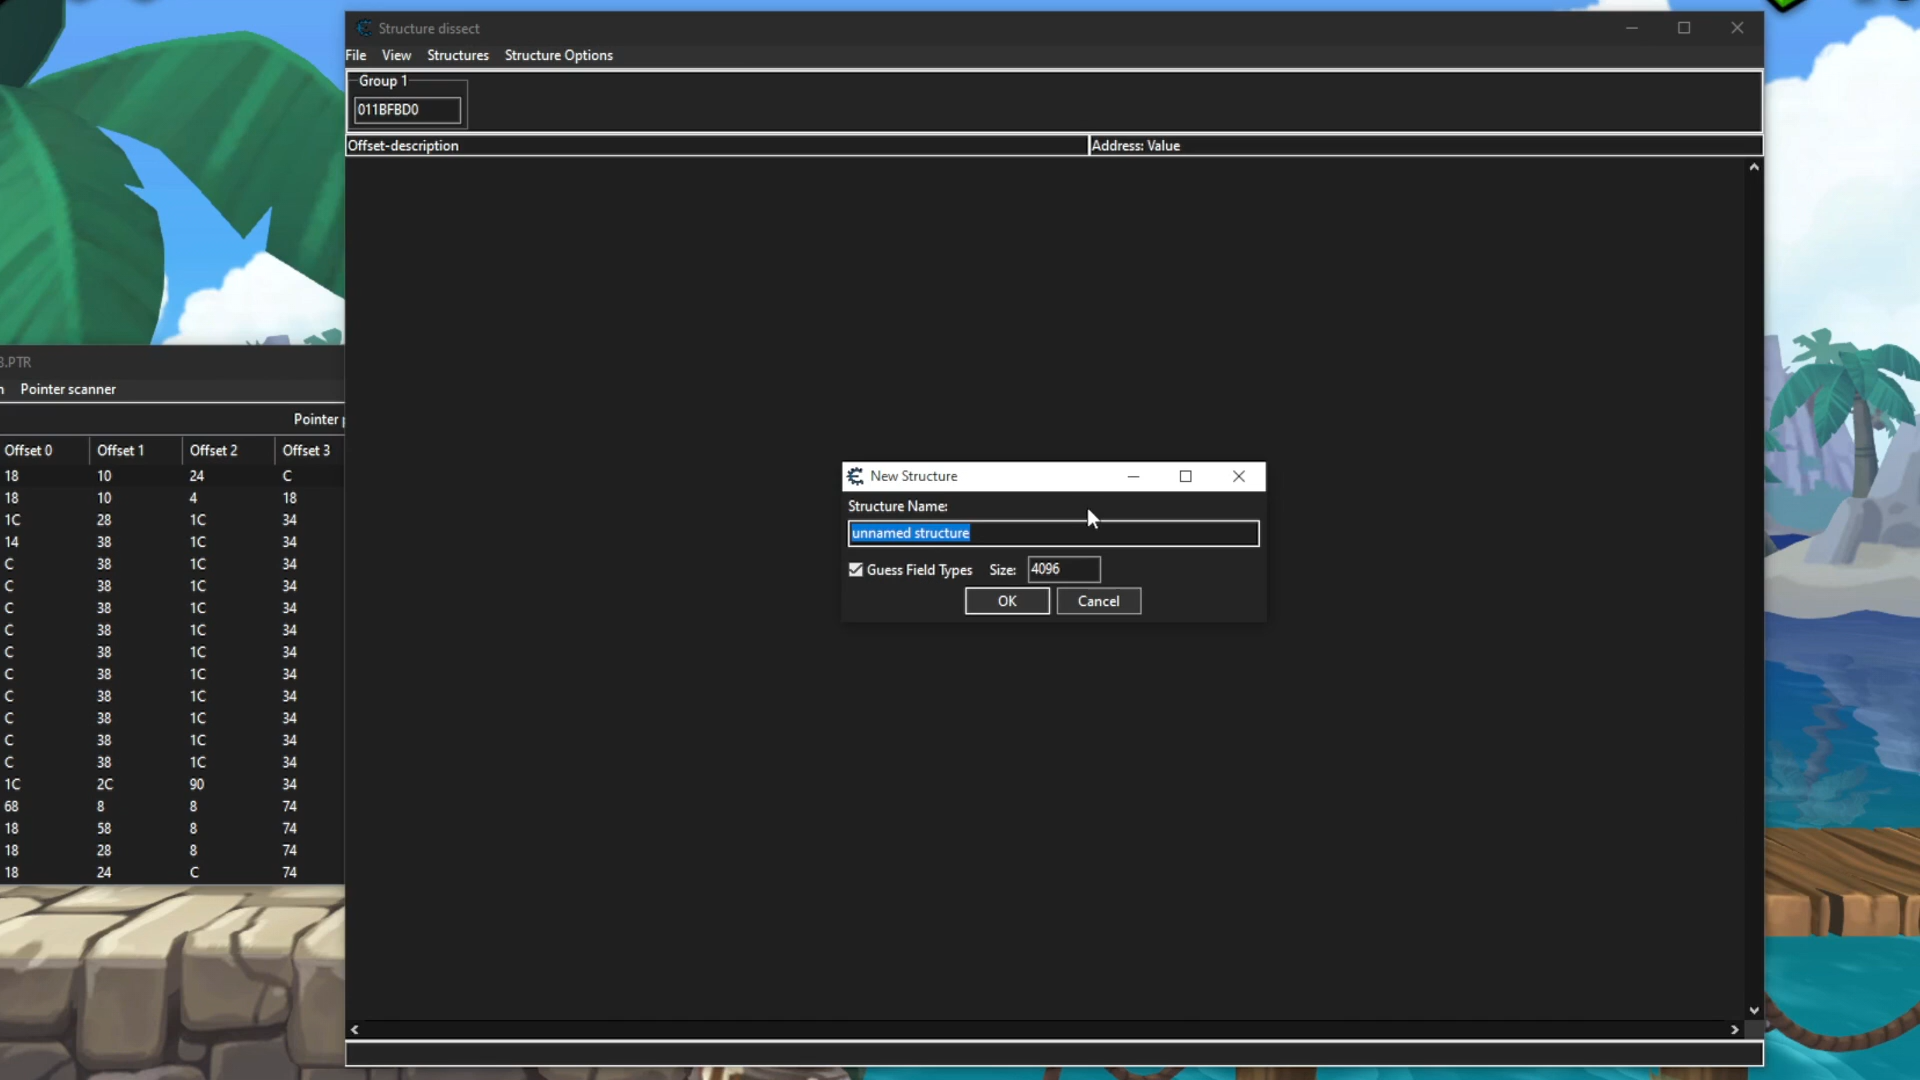 Structure dissect
File View Structures Structure Options
Group 1
011BFBD0
Offset-description Address: Value
.PTR
Pointer scanner
Pointer
Offset 0 Offset 1 Offset 2 Offset 3
18 10 24 C
18 10 4 18
1C 28 1C 34
14 38 1C 34
C 38 1C 34
C 38 1C 34
C 38 1C 34
C 38 1C 34
C 38 1C 34
C 38 1C 34
C 38 1C 34
C 38 1C 34
C 38 1C 34
C 38 1C 34
1C 2C 90 34
68 8 8 74
18 58 8 74
18 28 8 74
18 24 C 74
New Structure
Structure Name:
unnamed structure
Guess Field Types Size: 4096
OK Cancel